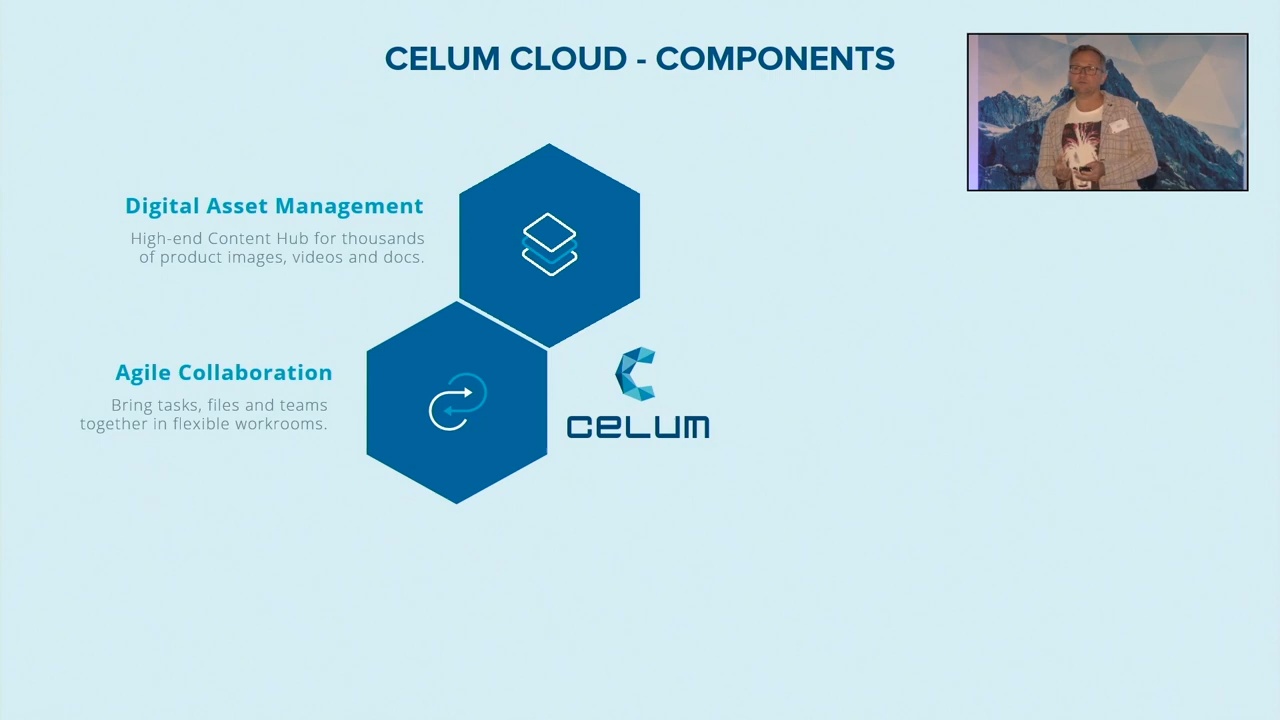 CELUM CLOUD - COMPONENTS
Digital Asset Management
High-end Content Hub for thousands
of product images, videos and docs.
Agile Collaboration
Bring tasks, files and teams
together in flexible workrooms.
CELUM